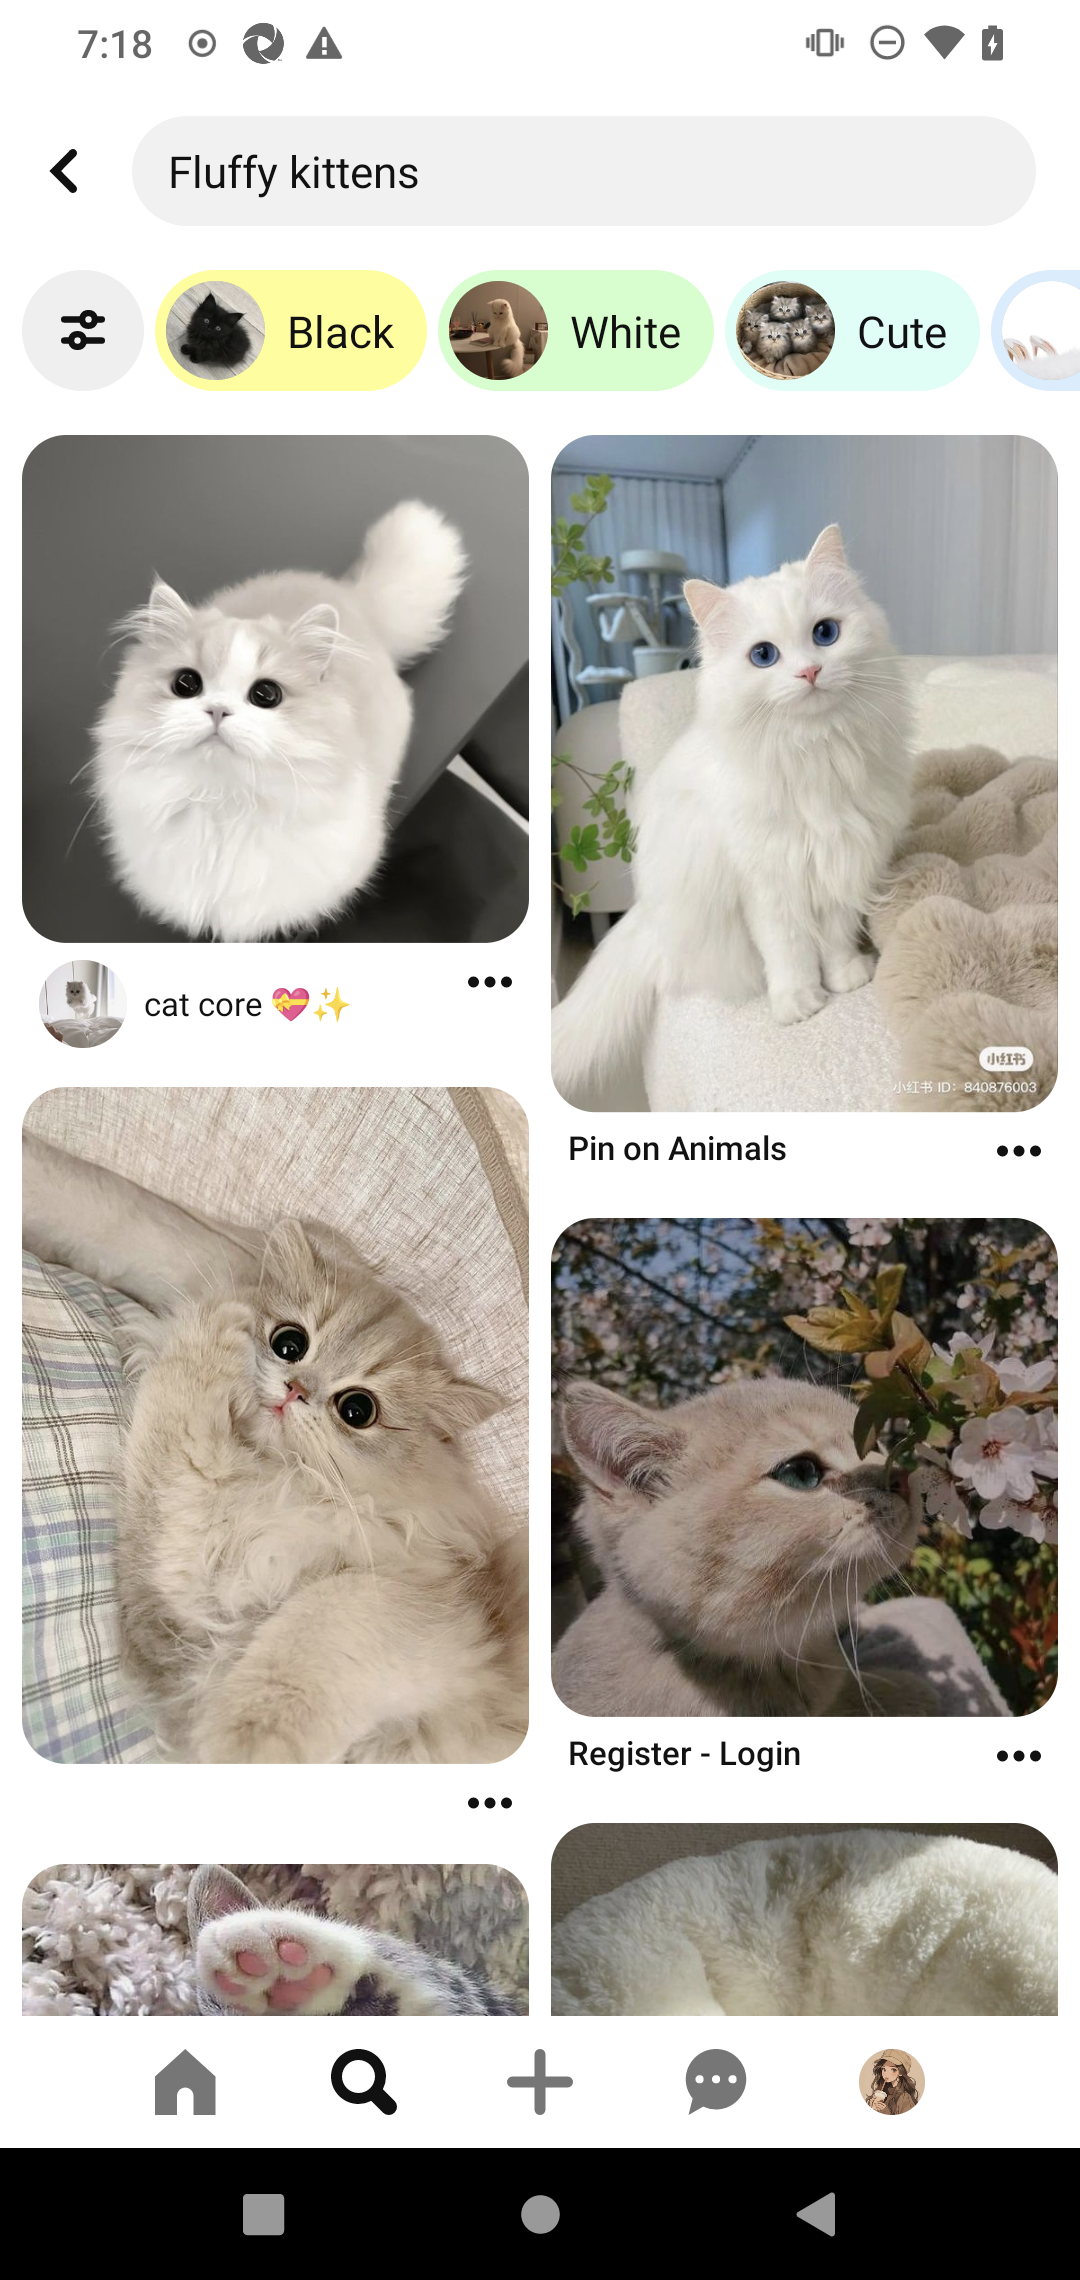 7:18
Fluffy kittens
Black
White
Cute
cat core 💝✨
小红书
小红书 ID: 840876003
Pin on Animals
Register - Login